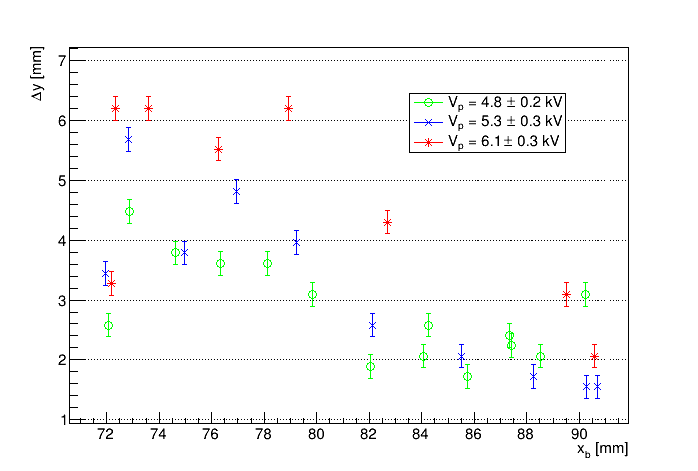 Δy [mm]
7
6
5
4
3
2
1
V_p = 4.8 ± 0.2 kV
V_p = 5.3 ± 0.3 kV
V_p = 6.1 ± 0.3 kV
72 74 76 78 80 82 84 86 88 90
x_b [mm]